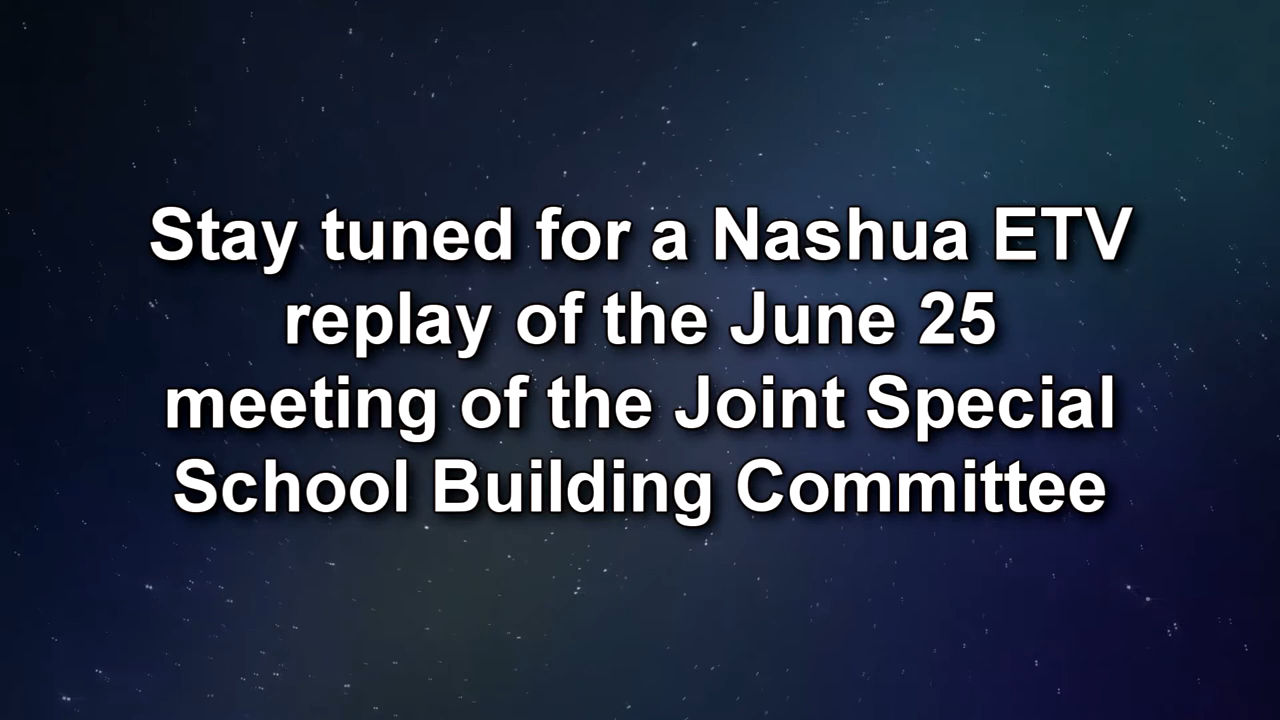 Stay tuned for a Nashua ETV
replay of the June 25
meeting of the Joint Special
School Building Committee